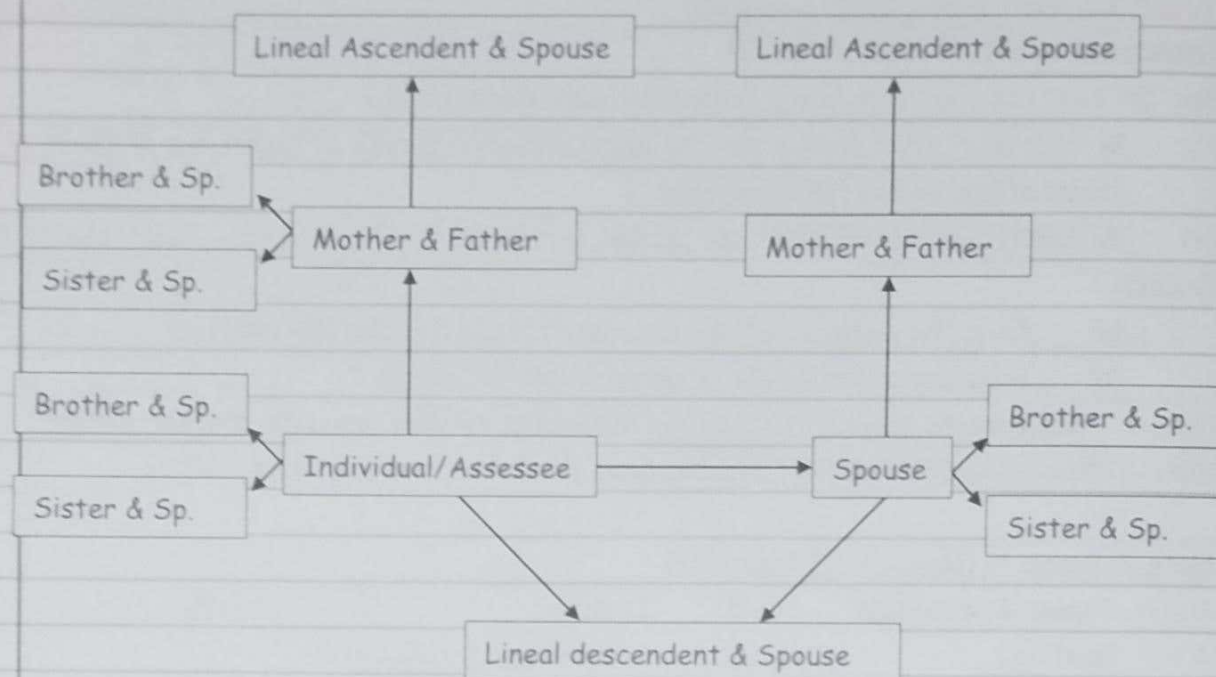 Lineal Ascendent & Spouse
Lineal Ascendent & Spouse
Brother & Sp.
Mother & Father
Mother & Father
Sister & Sp.
Brother & Sp.
Brother & Sp.
Individual/Assessee
Spouse
Sister & Sp.
Sister & Sp.
Lineal descendent & Spouse